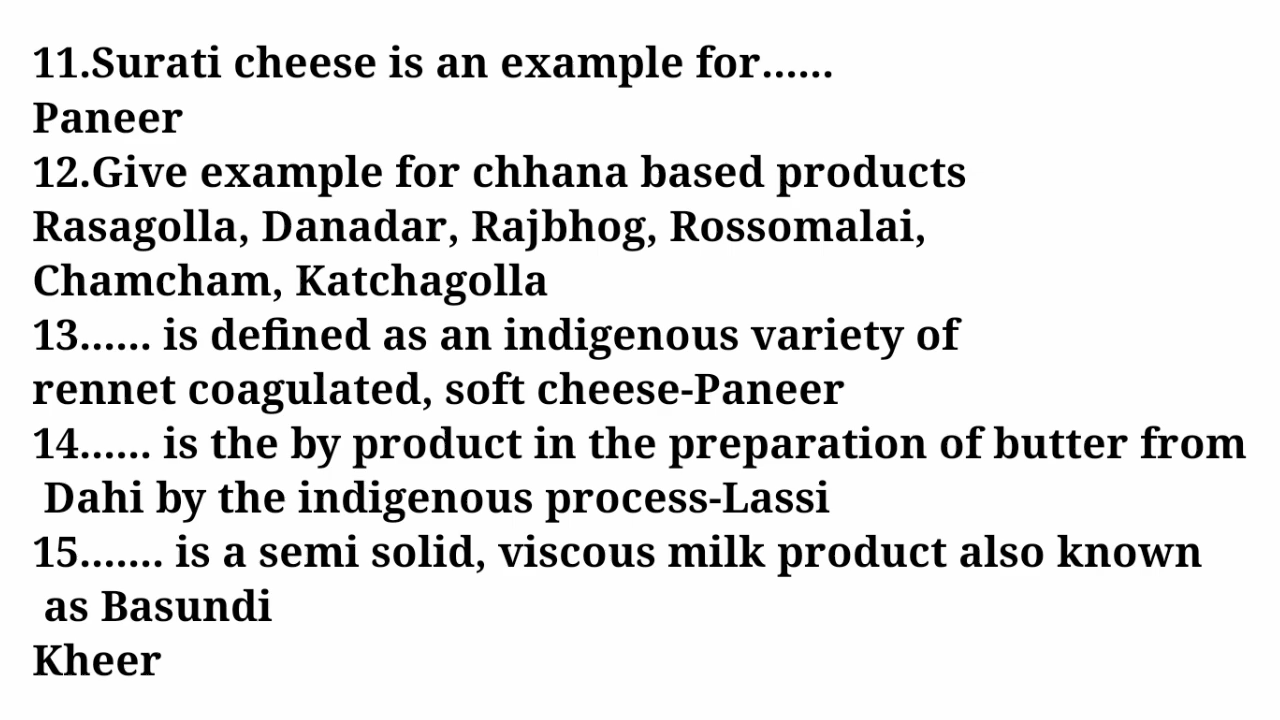 11.Surati cheese is an example for......
Paneer
12.Give example for chhana based products
Rasagolla, Danadar, Rajbhog, Rossomalai,
Chamcham, Katchagolla
13...... is defined as an indigenous variety of
rennet coagulated, soft cheese-Paneer
14...... is the by product in the preparation of butter from
Dahi by the indigenous process-Lassi
15....... is a semi solid, viscous milk product also known
as Basundi
Kheer